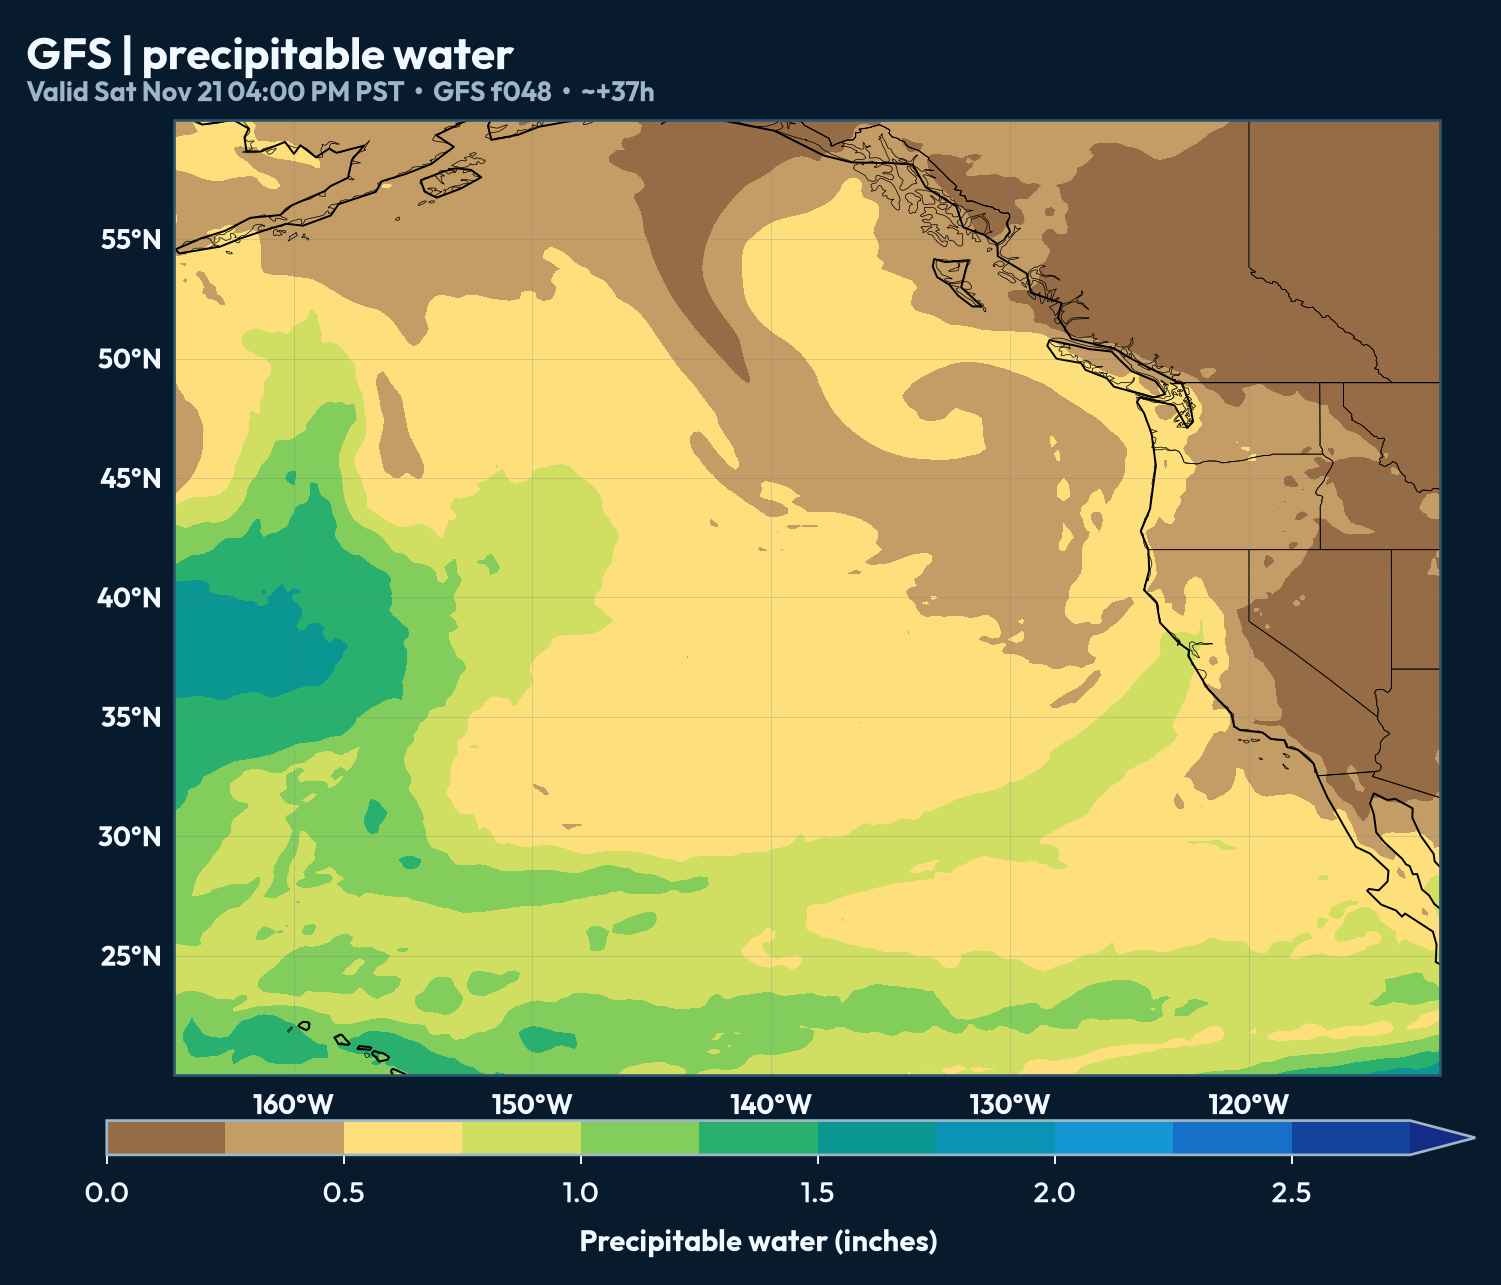 GFS | precipitable water
Valid Sat Nov 21 04:00 PM PST • GFS f048 • ~+37h
55°N
50°N
45°N
40°N
35°N
30°N
25°N
160°W 150°W 140°W 130°W 120°W
0.0 0.5 1.0 1.5 2.0 2.5
Precipitable water (inches)